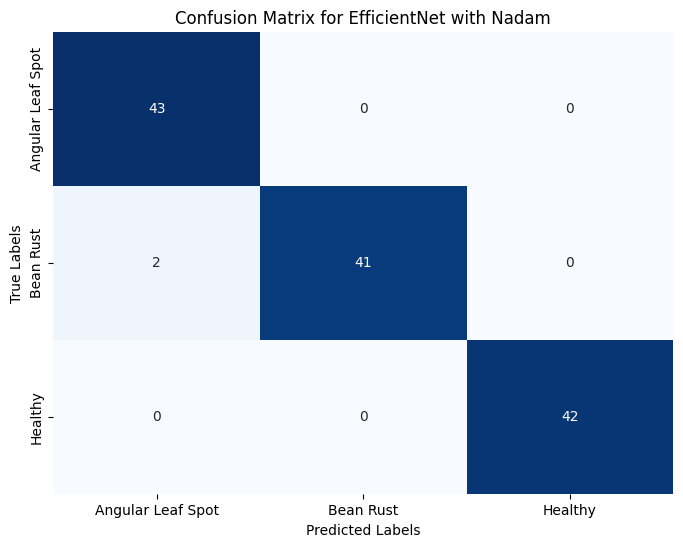 Confusion Matrix for EfficientNet with Nadam
True Labels
Angular Leaf Spot
43 0 0
Bean Rust
2 41 0
Healthy
0 0 42
Angular Leaf Spot Bean Rust Healthy
Predicted Labels